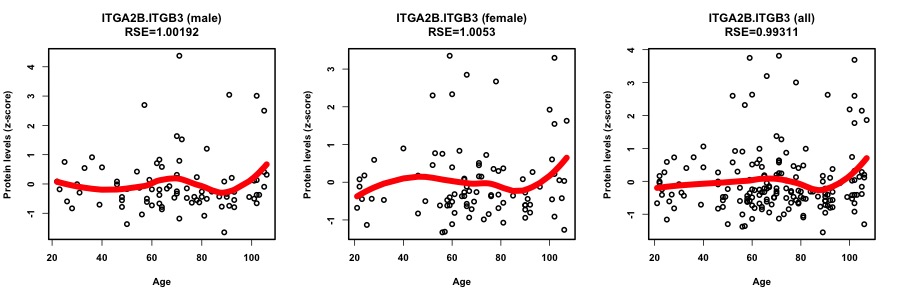 ITGA2B.ITGB3 (male)
RSE=1.00192
Protein levels (z-score)
4
3
2
1
0
-1
20 40 60 80 100
Age
ITGA2B.ITGB3 (female)
RSE=1.0053
Protein levels (z-score)
3
2
1
0
-1
20 40 60 80 100
Age
ITGA2B.ITGB3 (all)
RSE=0.99311
Protein levels (z-score)
4
3
2
1
0
-1
20 40 60 80 100
Age